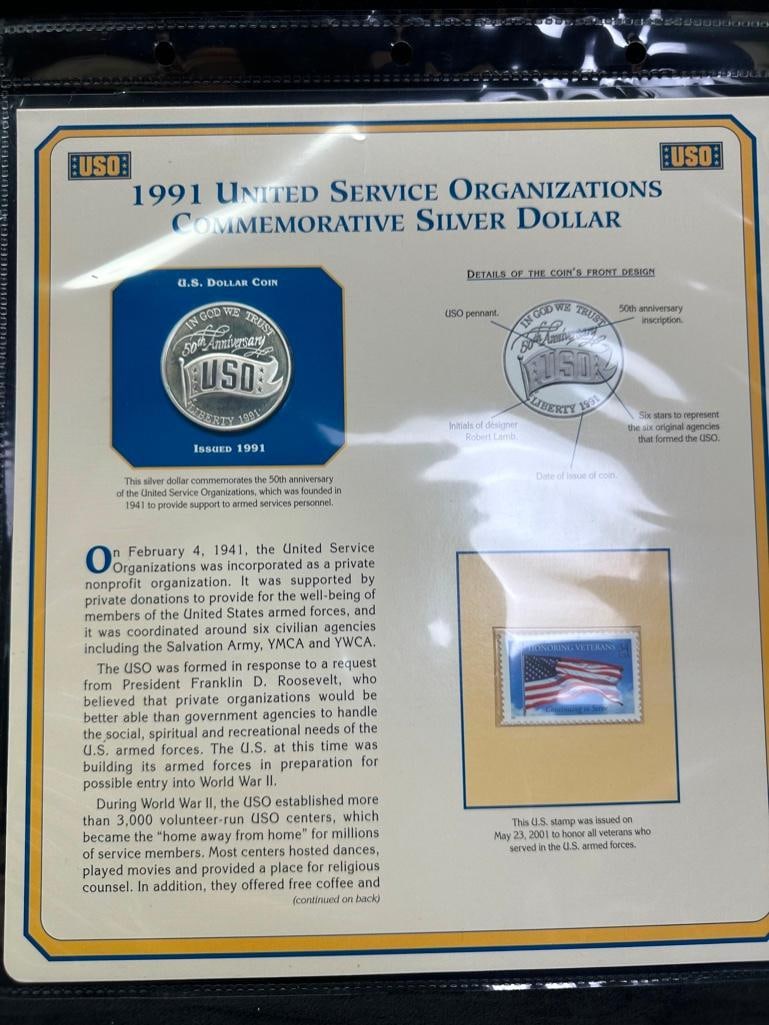 USO
USO
1991 United Service Organizations
Commemorative Silver Dollar
U.S. Dollar Coin
IN GOD WE TRUST
50th Anniversary
USO
LIBERTY 1991
Issued 1991
This silver dollar commemorates the 50th anniversary
of the United Service Organizations, which was founded in
1941 to provide support to armed services personnel.
Details of the coin's front design
USO pennant.
50th anniversary
inscription.
IN GOD WE TRUST
50th Anniversary
USO
LIBERTY 1991
Initials of designer
Robert Lamb.
Six stars to represent
the six original agencies
that formed the USO.
Date of issue of coin.
On February 4, 1941, the United Service
Organizations was incorporated as a private
nonprofit organization. It was supported by
private donations to provide for the well-being of
members of the United States armed forces, and
it was coordinated around six civilian agencies
including the Salvation Army, YMCA and YWCA.
The USO was formed in response to a request
from President Franklin D. Roosevelt, who
believed that private organizations would be
better able than government agencies to handle
the social, spiritual and recreational needs of the
U.S. armed forces. The U.S. at this time was
building its armed forces in preparation for
possible entry into World War II.
During World War II, the USO established more
than 3,000 volunteer-run USO centers, which
became the "home away from home" for millions
of service members. Most centers hosted dances,
played movies and provided a place for religious
counsel. In addition, they offered free coffee and
(continued on back)
HONORING VETERANS
Continuing to Serve
This U.S. stamp was issued on
May 23, 2001 to honor all veterans who
served in the U.S. armed forces.